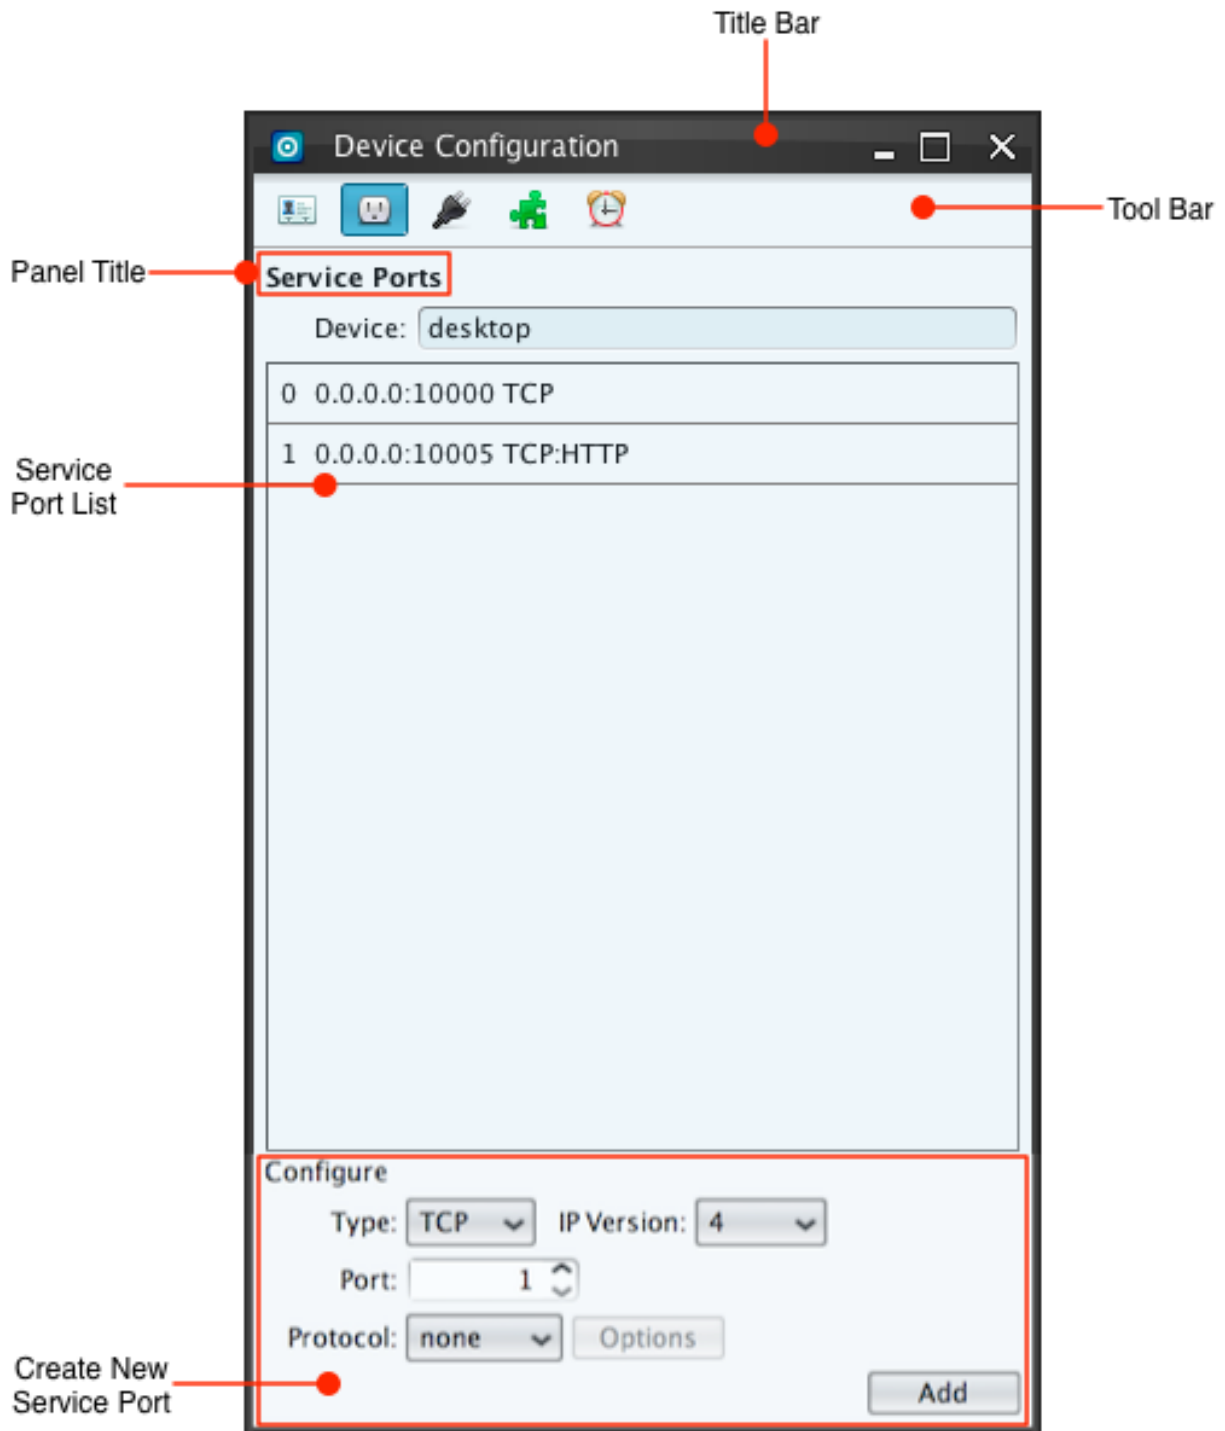 Title Bar
Device Configuration
Tool Bar
Panel Title
Service Ports
Device: desktop
0 0.0.0.0:10000 TCP
1 0.0.0.0:10005 TCP:HTTP
Service
Port List
Configure
Type: TCP IP Version: 4
Port: 1
Protocol: none Options
Create New
Service Port
Add